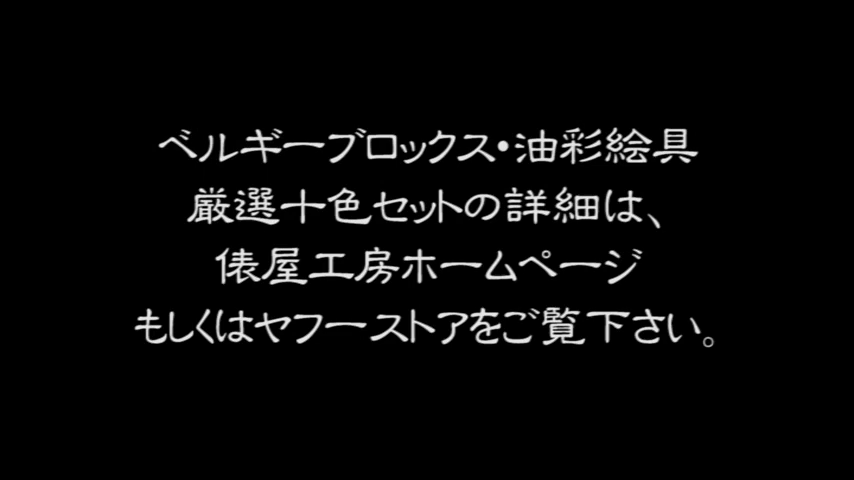 ベルギーブロックス・油彩絵具
厳選十色セットの詳細は、
俵屋工房ホームページ
もしくはヤフーストアをご覧下さい。